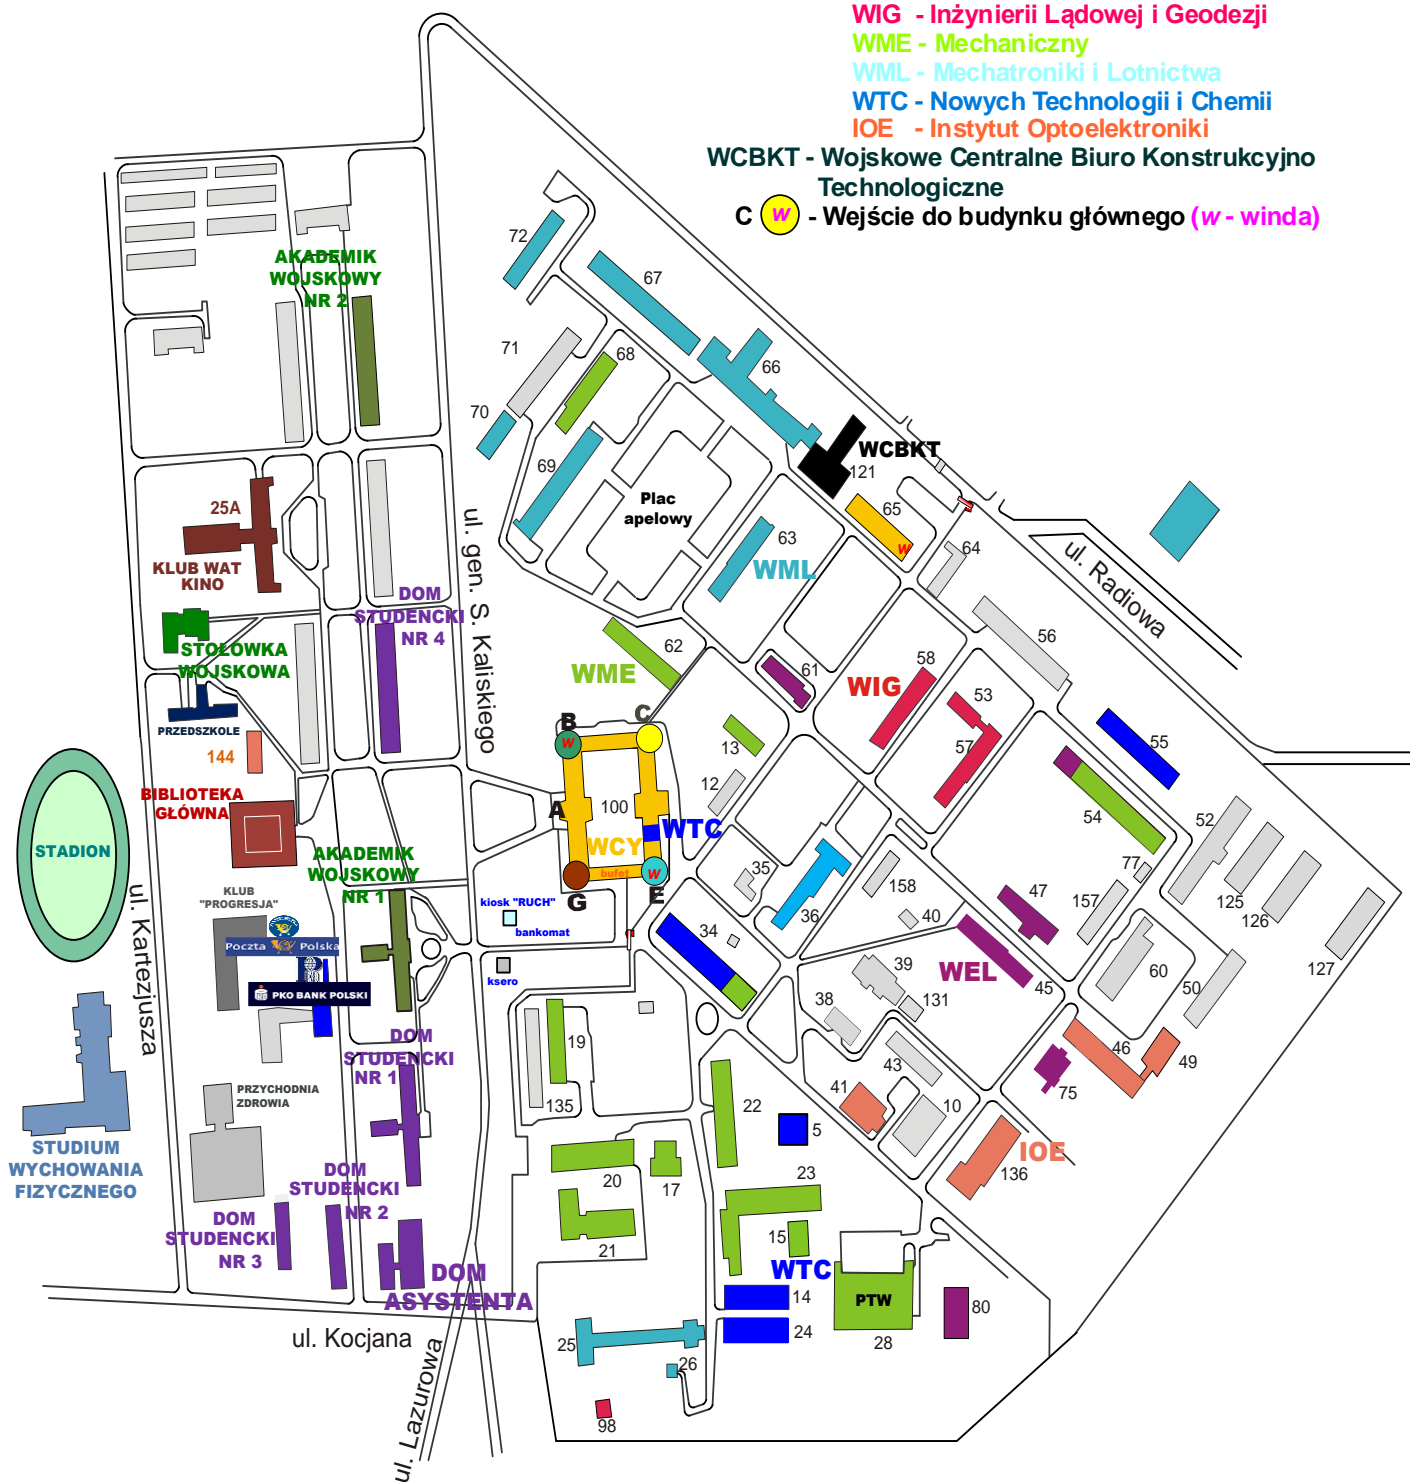 WIG - Inżynierii Lądowej i Geodezji
WME - Mechaniczny
WML - Mechatroniki i Lotnictwa
WTC - Nowych Technologii i Chemii
IOE - Instytut Optoelektroniki
WCBKT - Wojskowe Centralne Biuro Konstrukcyjno
Technologiczne
C w - Wejście do budynku głównego (w - winda)
72
67
AKADEMIK
WOJSKOWY
NR 2
71
68
66
70
69
WCBKT
121
Plac
apelowy
65
w
25A
KLUB WAT
KINO
ul. gen. S. Kaliskiego
63
WML
64
ul. Radiowa
DOM
STUDENCKI
NR 4
STOŁÓWKA
WOJSKOWA
62
WME
61
56
58
WIG
53
57
PRZEDSZKOLE
144
B
w
C
13
12
55
54
BIBLIOTEKA
GŁÓWNA
A
100
WTC
WCY
bufet
w
G
E
52
STADION
AKADEMIK
WOJSKOWY
NR 1
35
36
158
40
77
47
157
125
126
127
KLUB
"PROGRESJA"
Poczta Polska
PKO BANK POLSKI
kiosk "RUCH"
bankomat
ksero
34
WEL
45
60
50
39
131
38
ul. Kartezjusza
DOM
STUDENCKI
NR 1
19
135
43
41
10
46
49
75
PRZYCHODNIA
ZDROWIA
22
5
IOE
136
STUDIUM
WYCHOWANIA
FIZYCZNEGO
DOM
STUDENCKI
NR 2
20
17
23
DOM
STUDENCKI
NR 3
21
15
WTC
DOM
ASYSTENTA
14
PTW
80
24
28
ul. Kocjana
25
26
ul. Lazurowa
98